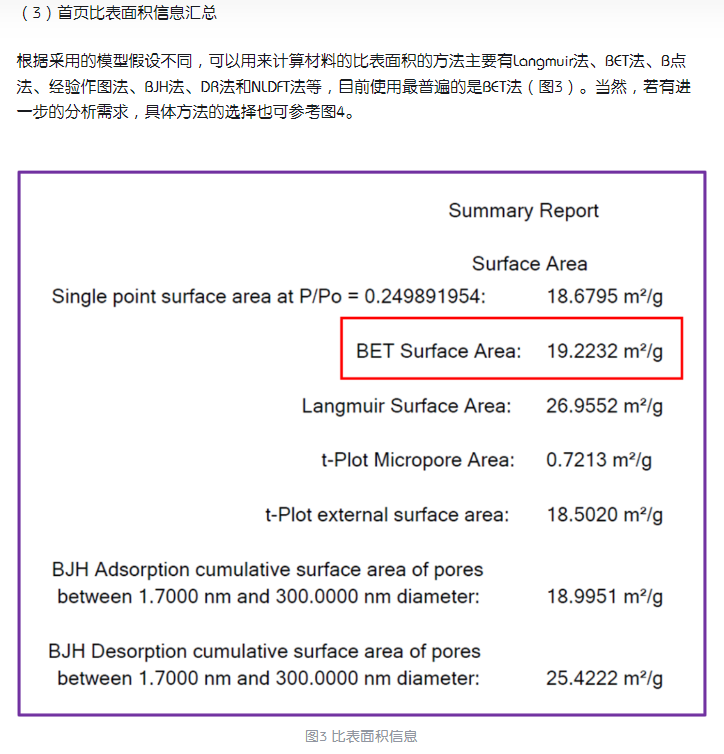 （3）首页比表面积信息汇总
根据采用的模型假设不同，可以用来计算材料的比表面积的方法主要有Langmuir法、BET法、B点
法、经验作图法、BJH法、DR法和NLDFT法等，目前使用最普遍的是BET法（图3）。当然，若有进
一步的分析需求，具体方法的选择也可参考图4。
Summary Report
Surface Area
Single point surface area at P/Po = 0.249891954: 18.6795 m²/g
BET Surface Area: 19.2232 m²/g
Langmuir Surface Area: 26.9552 m²/g
t-Plot Micropore Area: 0.7213 m²/g
t-Plot external surface area: 18.5020 m²/g
BJH Adsorption cumulative surface area of pores
between 1.7000 nm and 300.0000 nm diameter: 18.9951 m²/g
BJH Desorption cumulative surface area of pores
between 1.7000 nm and 300.0000 nm diameter: 25.4222 m²/g
图3 比表面积信息